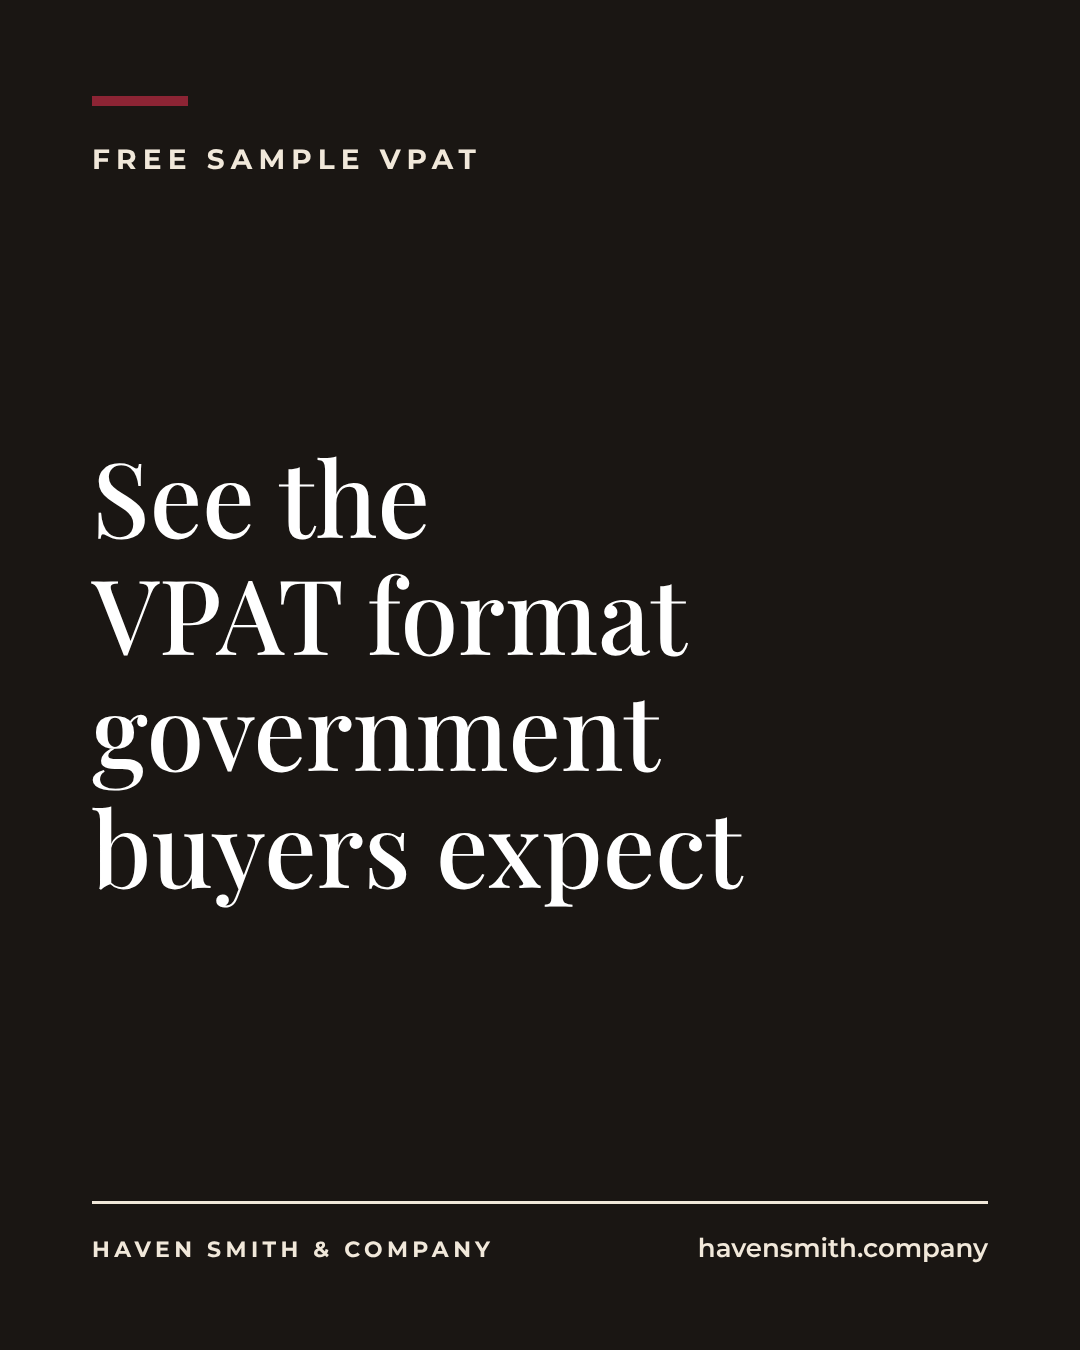 FREE SAMPLE VPAT
See the
VPAT format
government
buyers expect
HAVEN SMITH & COMPANY
havensmith.company